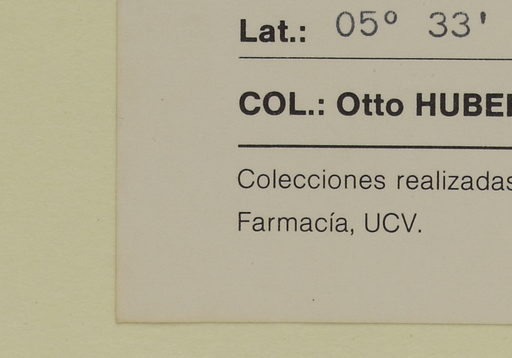 Lat.: 05° 33'
COL.: Otto HUBE
Colecciones realizadas
Farmacía, UCV.